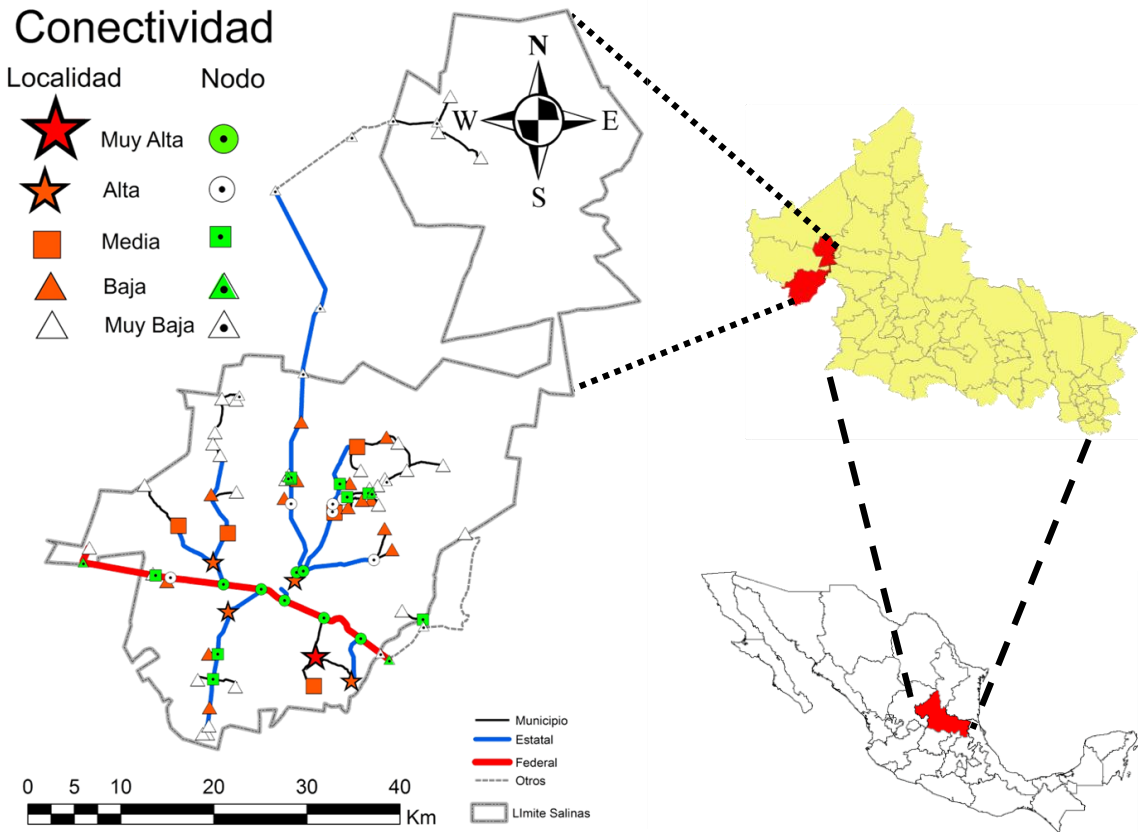 Conectividad
Localidad Nodo
Muy Alta
Alta
Media
Baja
Muy Baja
N
W E
S
Municipio
Estatal
Federal
Otros
LImite Salinas
0 5 10 20 30 40
Km